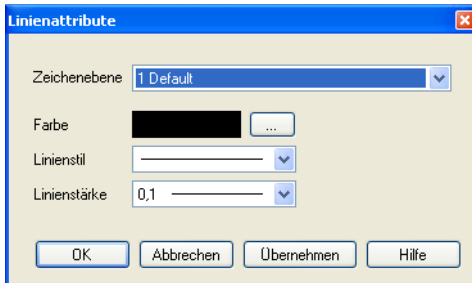 Linienattribute
Zeichenebene 1 Default
Farbe ...
Linienstil
Linienstärke 0,1
OK Abbrechen Übernehmen Hilfe